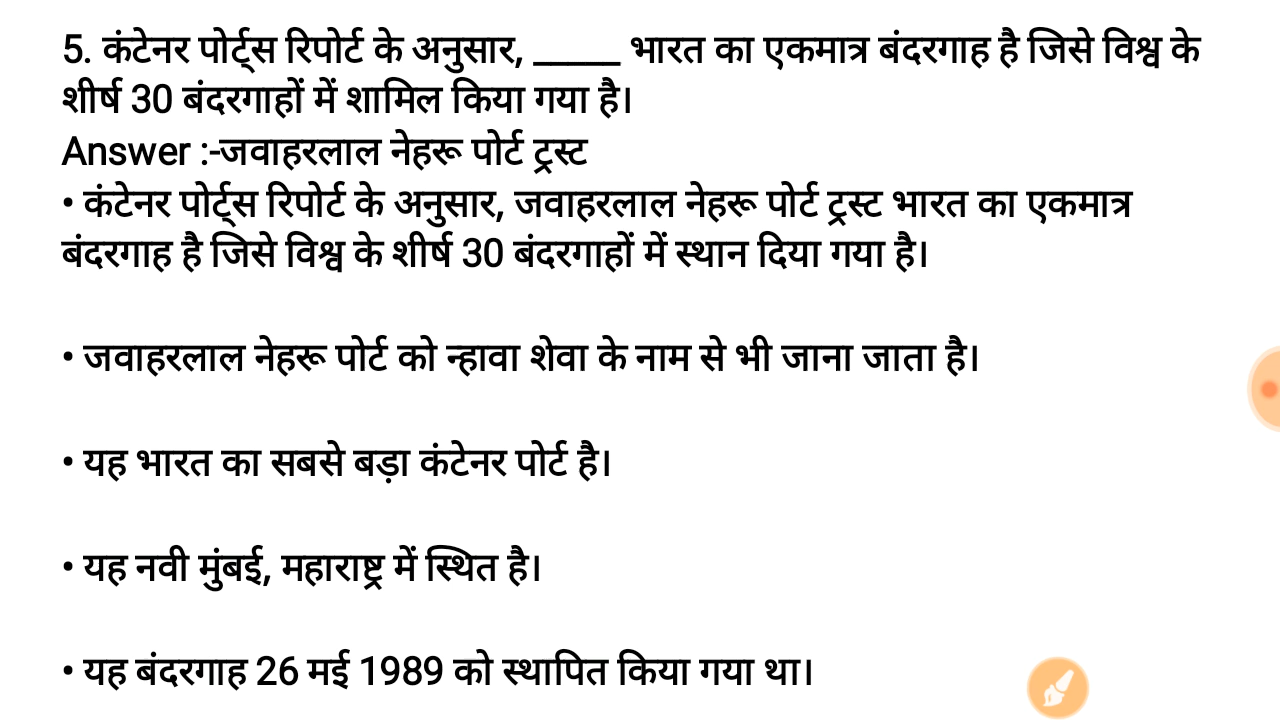 5. कंटेनर पोर्ट्स रिपोर्ट के अनुसार, _____ भारत का एकमात्र बंदरगाह है जिसे विश्व के
शीर्ष 30 बंदरगाहों में शामिल किया गया है।
Answer :-जवाहरलाल नेहरू पोर्ट ट्रस्ट
• कंटेनर पोर्ट्स रिपोर्ट के अनुसार, जवाहरलाल नेहरू पोर्ट ट्रस्ट भारत का एकमात्र
बंदरगाह है जिसे विश्व के शीर्ष 30 बंदरगाहों में स्थान दिया गया है।
• जवाहरलाल नेहरू पोर्ट को न्हावा शेवा के नाम से भी जाना जाता है।
• यह भारत का सबसे बड़ा कंटेनर पोर्ट है।
• यह नवी मुंबई, महाराष्ट्र में स्थित है।
• यह बंदरगाह 26 मई 1989 को स्थापित किया गया था।